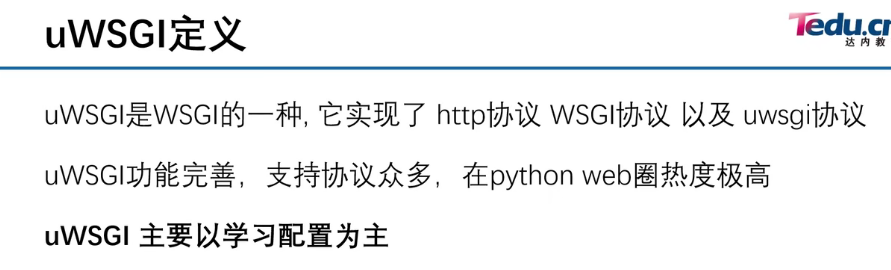 uWSGI定义
Tedu.cn
达内教
uWSGI是WSGI的一种, 它实现了 http协议 WSGI协议 以及 uwsgi协议
uWSGI功能完善，支持协议众多，在python web圈热度极高
uWSGI 主要以学习配置为主